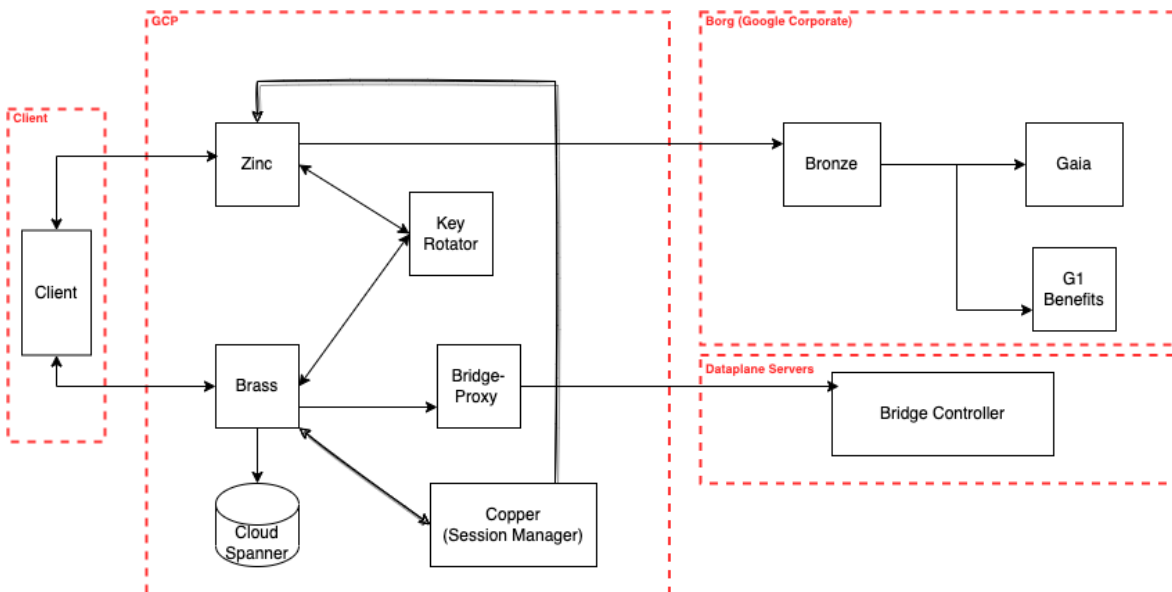 GCP
Borg (Google Corporate)
Client
Zinc
Bronze
Gaia
Key
Rotator
Client
G1
Benefits
Brass
Bridge-
Proxy
Dataplane Servers
Bridge Controller
Copper
(Session Manager)
Cloud
Spanner